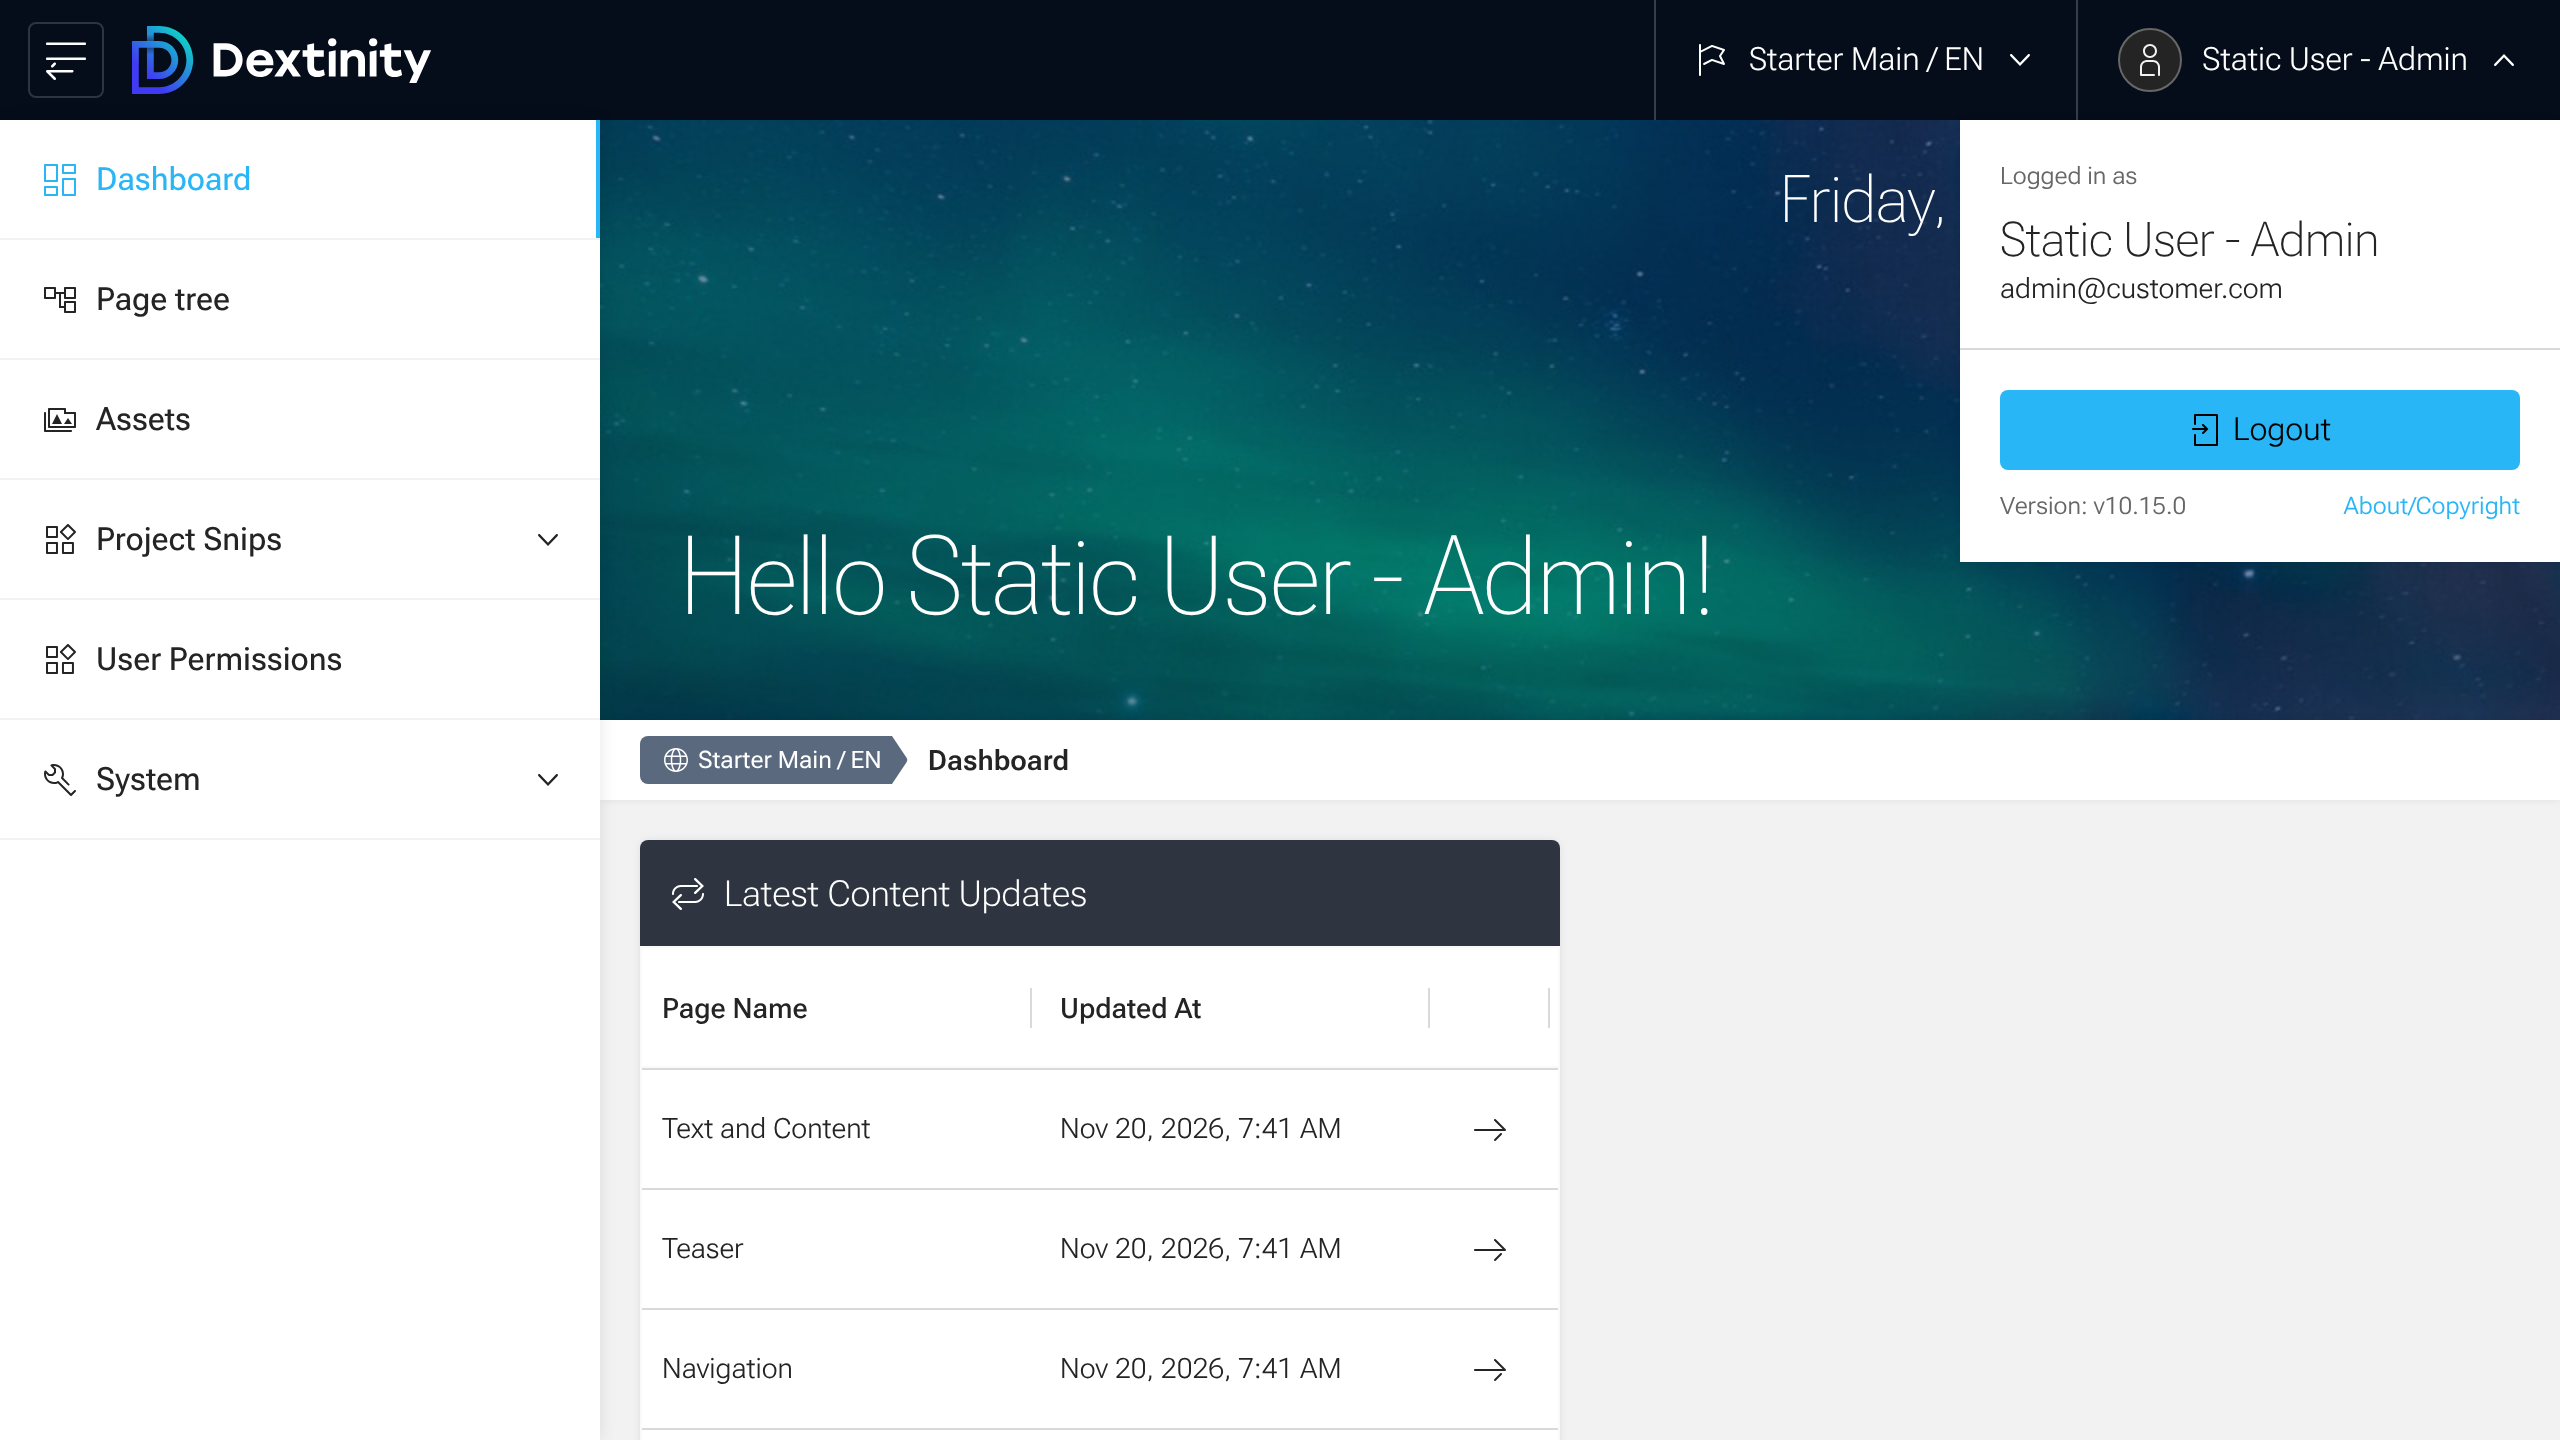 Dextinity
Starter Main / EN
Static User - Admin
Dashboard
Page tree
Assets
Project Snips
User Permissions
System
Friday,
Hello Static User - Admin!
Logged in as
Static User - Admin
admin@customer.com
Logout
Version: v10.15.0 About/Copyright
Starter Main / EN Dashboard
Latest Content Updates
Page Name Updated At
Text and Content Nov 20, 2026, 7:41 AM
Teaser Nov 20, 2026, 7:41 AM
Navigation Nov 20, 2026, 7:41 AM